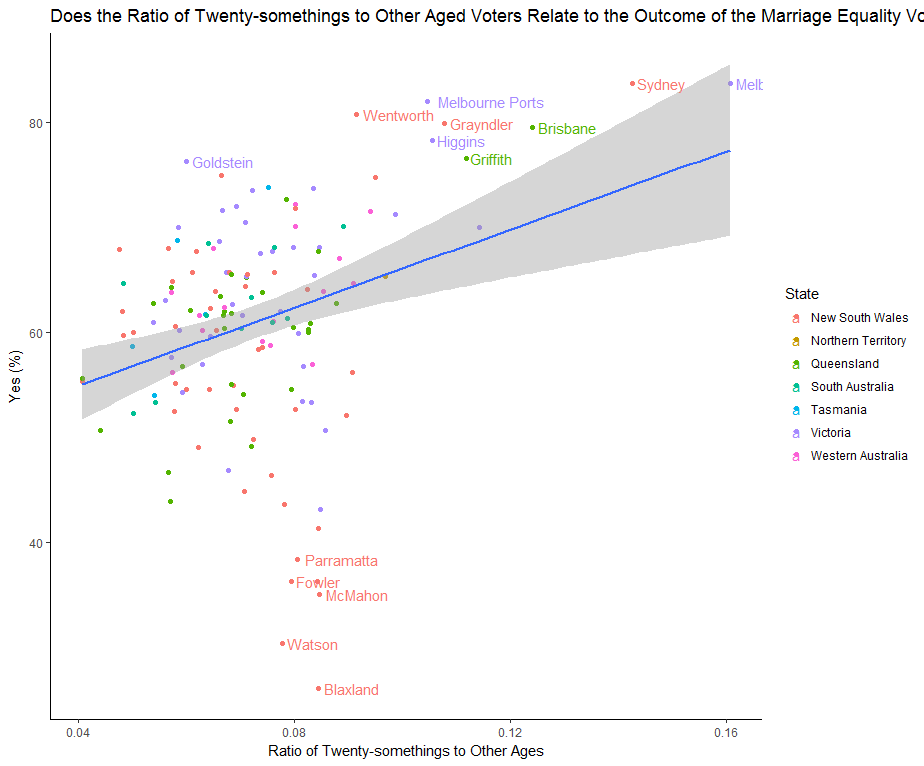 Does the Ratio of Twenty-somethings to Other Aged Voters Relate to the Outcome of the Marriage Equality Vo
Sydney
Melb
Melbourne Ports
Wentworth
Grayndler
Brisbane
Higgins
Griffith
Goldstein
80
60
40
Yes (%)
Parramatta
Fowler
McMahon
Watson
Blaxland
0.04
0.08
0.12
0.16
Ratio of Twenty-somethings to Other Ages
State
a New South Wales
a Northern Territory
a Queensland
a South Australia
a Tasmania
a Victoria
a Western Australia